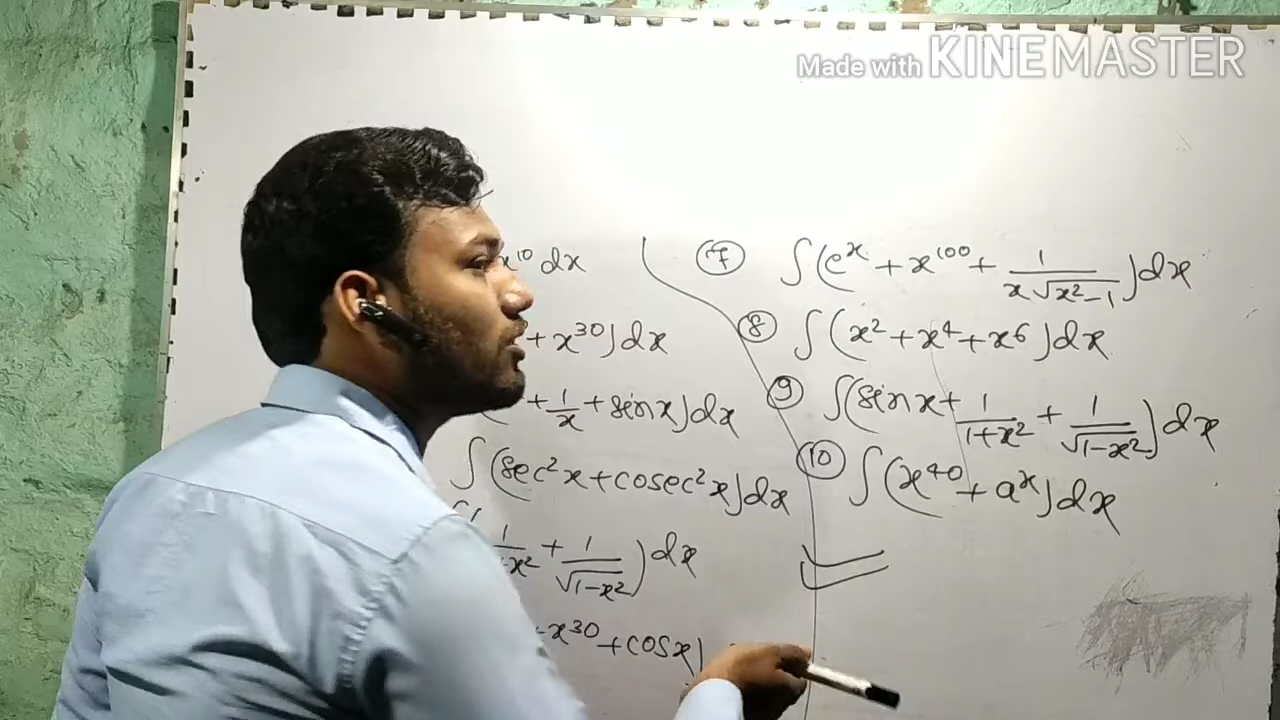 Made with KINEMASTER
x¹⁰ dx
+ x³⁰) dx
+ 1/x + sin x) dx
∫ (sec²x + cosec²x) dx
+ 1/√(1-x²)) dx
x³⁰ + cos x)
⑦ ∫ (eˣ + x¹⁰⁰ + 1/(x√(x²-1))) dx
⑧ ∫ (x² + x⁴ + x⁶) dx
⑨ ∫ (sin x + 1/(1+x²) + 1/√(1-x²)) dx
⑩ ∫ (x⁴⁰ + aˣ) dx